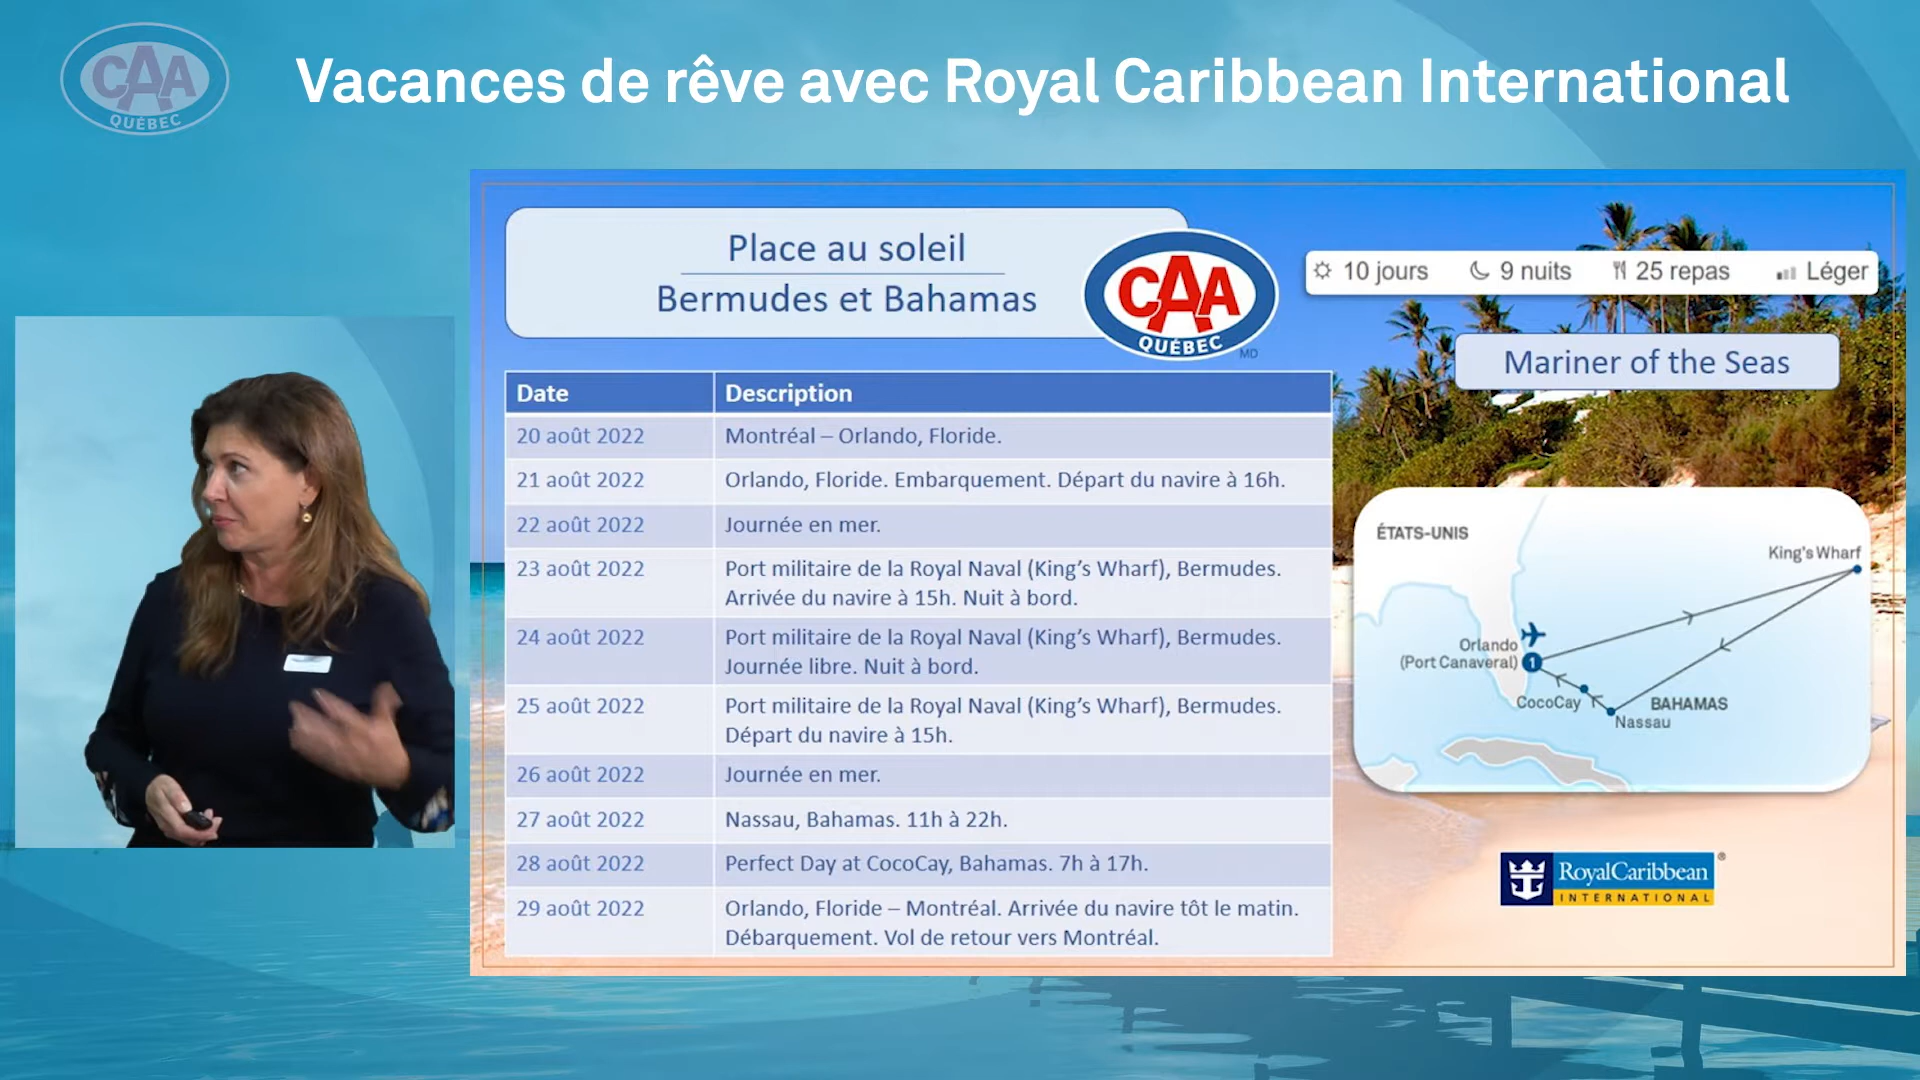 CAA
QUÉBEC
Vacances de rêve avec Royal Caribbean International
Place au soleil
Bermudes et Bahamas
CAA
QUÉBEC
MD
10 jours 9 nuits 25 repas Léger
Mariner of the Seas
Date Description
20 août 2022 Montréal – Orlando, Floride.
21 août 2022 Orlando, Floride. Embarquement. Départ du navire à 16h.
22 août 2022 Journée en mer.
23 août 2022 Port militaire de la Royal Naval (King's Wharf), Bermudes.
Arrivée du navire à 15h. Nuit à bord.
24 août 2022 Port militaire de la Royal Naval (King's Wharf), Bermudes.
Journée libre. Nuit à bord.
25 août 2022 Port militaire de la Royal Naval (King's Wharf), Bermudes.
Départ du navire à 15h.
26 août 2022 Journée en mer.
27 août 2022 Nassau, Bahamas. 11h à 22h.
28 août 2022 Perfect Day at CocoCay, Bahamas. 7h à 17h.
29 août 2022 Orlando, Floride – Montréal. Arrivée du navire tôt le matin.
Débarquement. Vol de retour vers Montréal.
ÉTATS-UNIS
King's Wharf
Orlando
(Port Canaveral) 1
CocoCay
BAHAMAS
Nassau
RoyalCaribbean ®
INTERNATIONAL